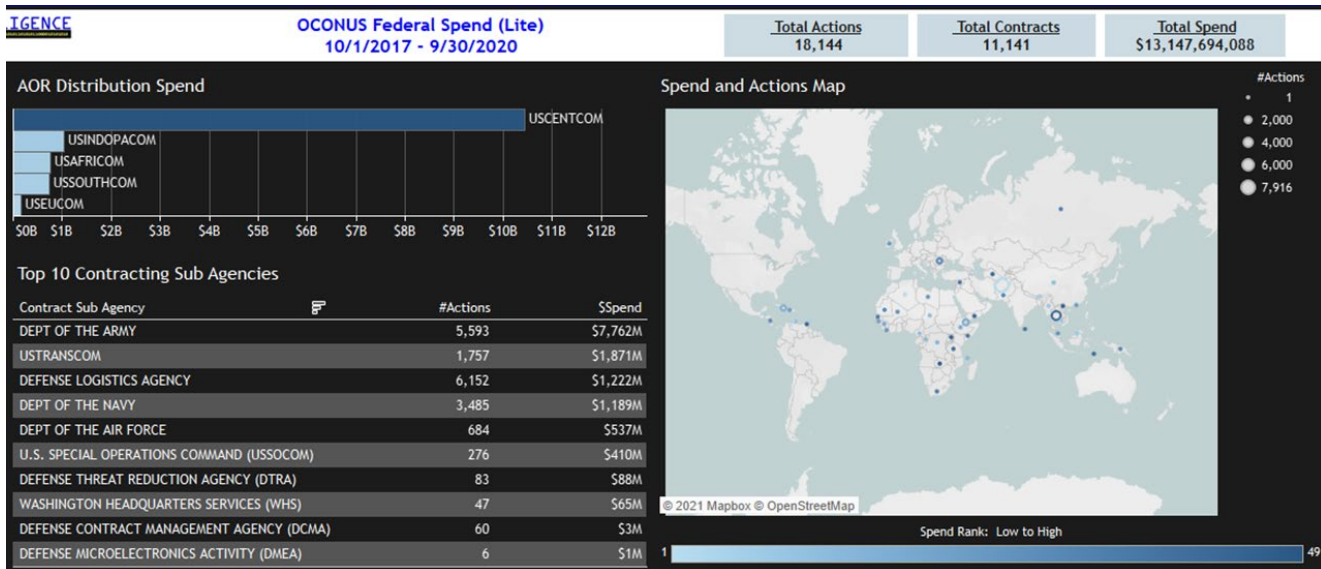 IGENCE
OCONUS Federal Spend (Lite)
10/1/2017 - 9/30/2020
Total Actions
18,144
Total Contracts
11,141
Total Spend
$13,147,694,088
AOR Distribution Spend
USCENTCOM
USINDOPACOM
USAFRICOM
USSOUTHCOM
USEUCOM
$0B $1B $2B $3B $4B $5B $6B $7B $8B $9B $10B $11B $12B
Top 10 Contracting Sub Agencies
Contract Sub Agency #Actions $Spend
DEPT OF THE ARMY 5,593 $7,762M
USTRANSCOM 1,757 $1,871M
DEFENSE LOGISTICS AGENCY 6,152 $1,222M
DEPT OF THE NAVY 3,485 $1,189M
DEPT OF THE AIR FORCE 684 $537M
U.S. SPECIAL OPERATIONS COMMAND (USSOCOM) 276 $410M
DEFENSE THREAT REDUCTION AGENCY (DTRA) 83 $88M
WASHINGTON HEADQUARTERS SERVICES (WHS) 47 $65M
DEFENSE CONTRACT MANAGEMENT AGENCY (DCMA) 60 $3M
DEFENSE MICROELECTRONICS ACTIVITY (DMEA) 6 $1M
Spend and Actions Map
#Actions
1
2,000
4,000
6,000
7,916
© 2021 Mapbox © OpenStreetMap
Spend Rank: Low to High
1 49